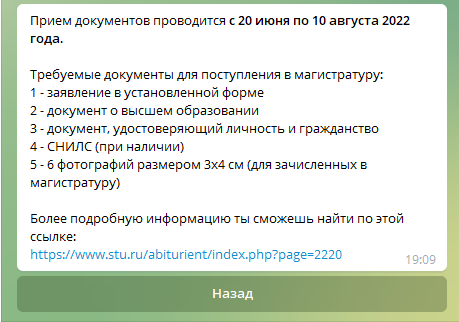 Прием документов проводится с 20 июня по 10 августа 2022
года.
Требуемые документы для поступления в магистратуру:
1 - заявление в установленной форме
2 - документ о высшем образовании
3 - документ, удостоверяющий личность и гражданство
4 - СНИЛС (при наличии)
5 - 6 фотографий размером 3х4 см (для зачисленных в
магистратуру)
Более подробную информацию ты сможешь найти по этой
ссылке:
https://www.stu.ru/abiturient/index.php?page=2220
19:09
Назад